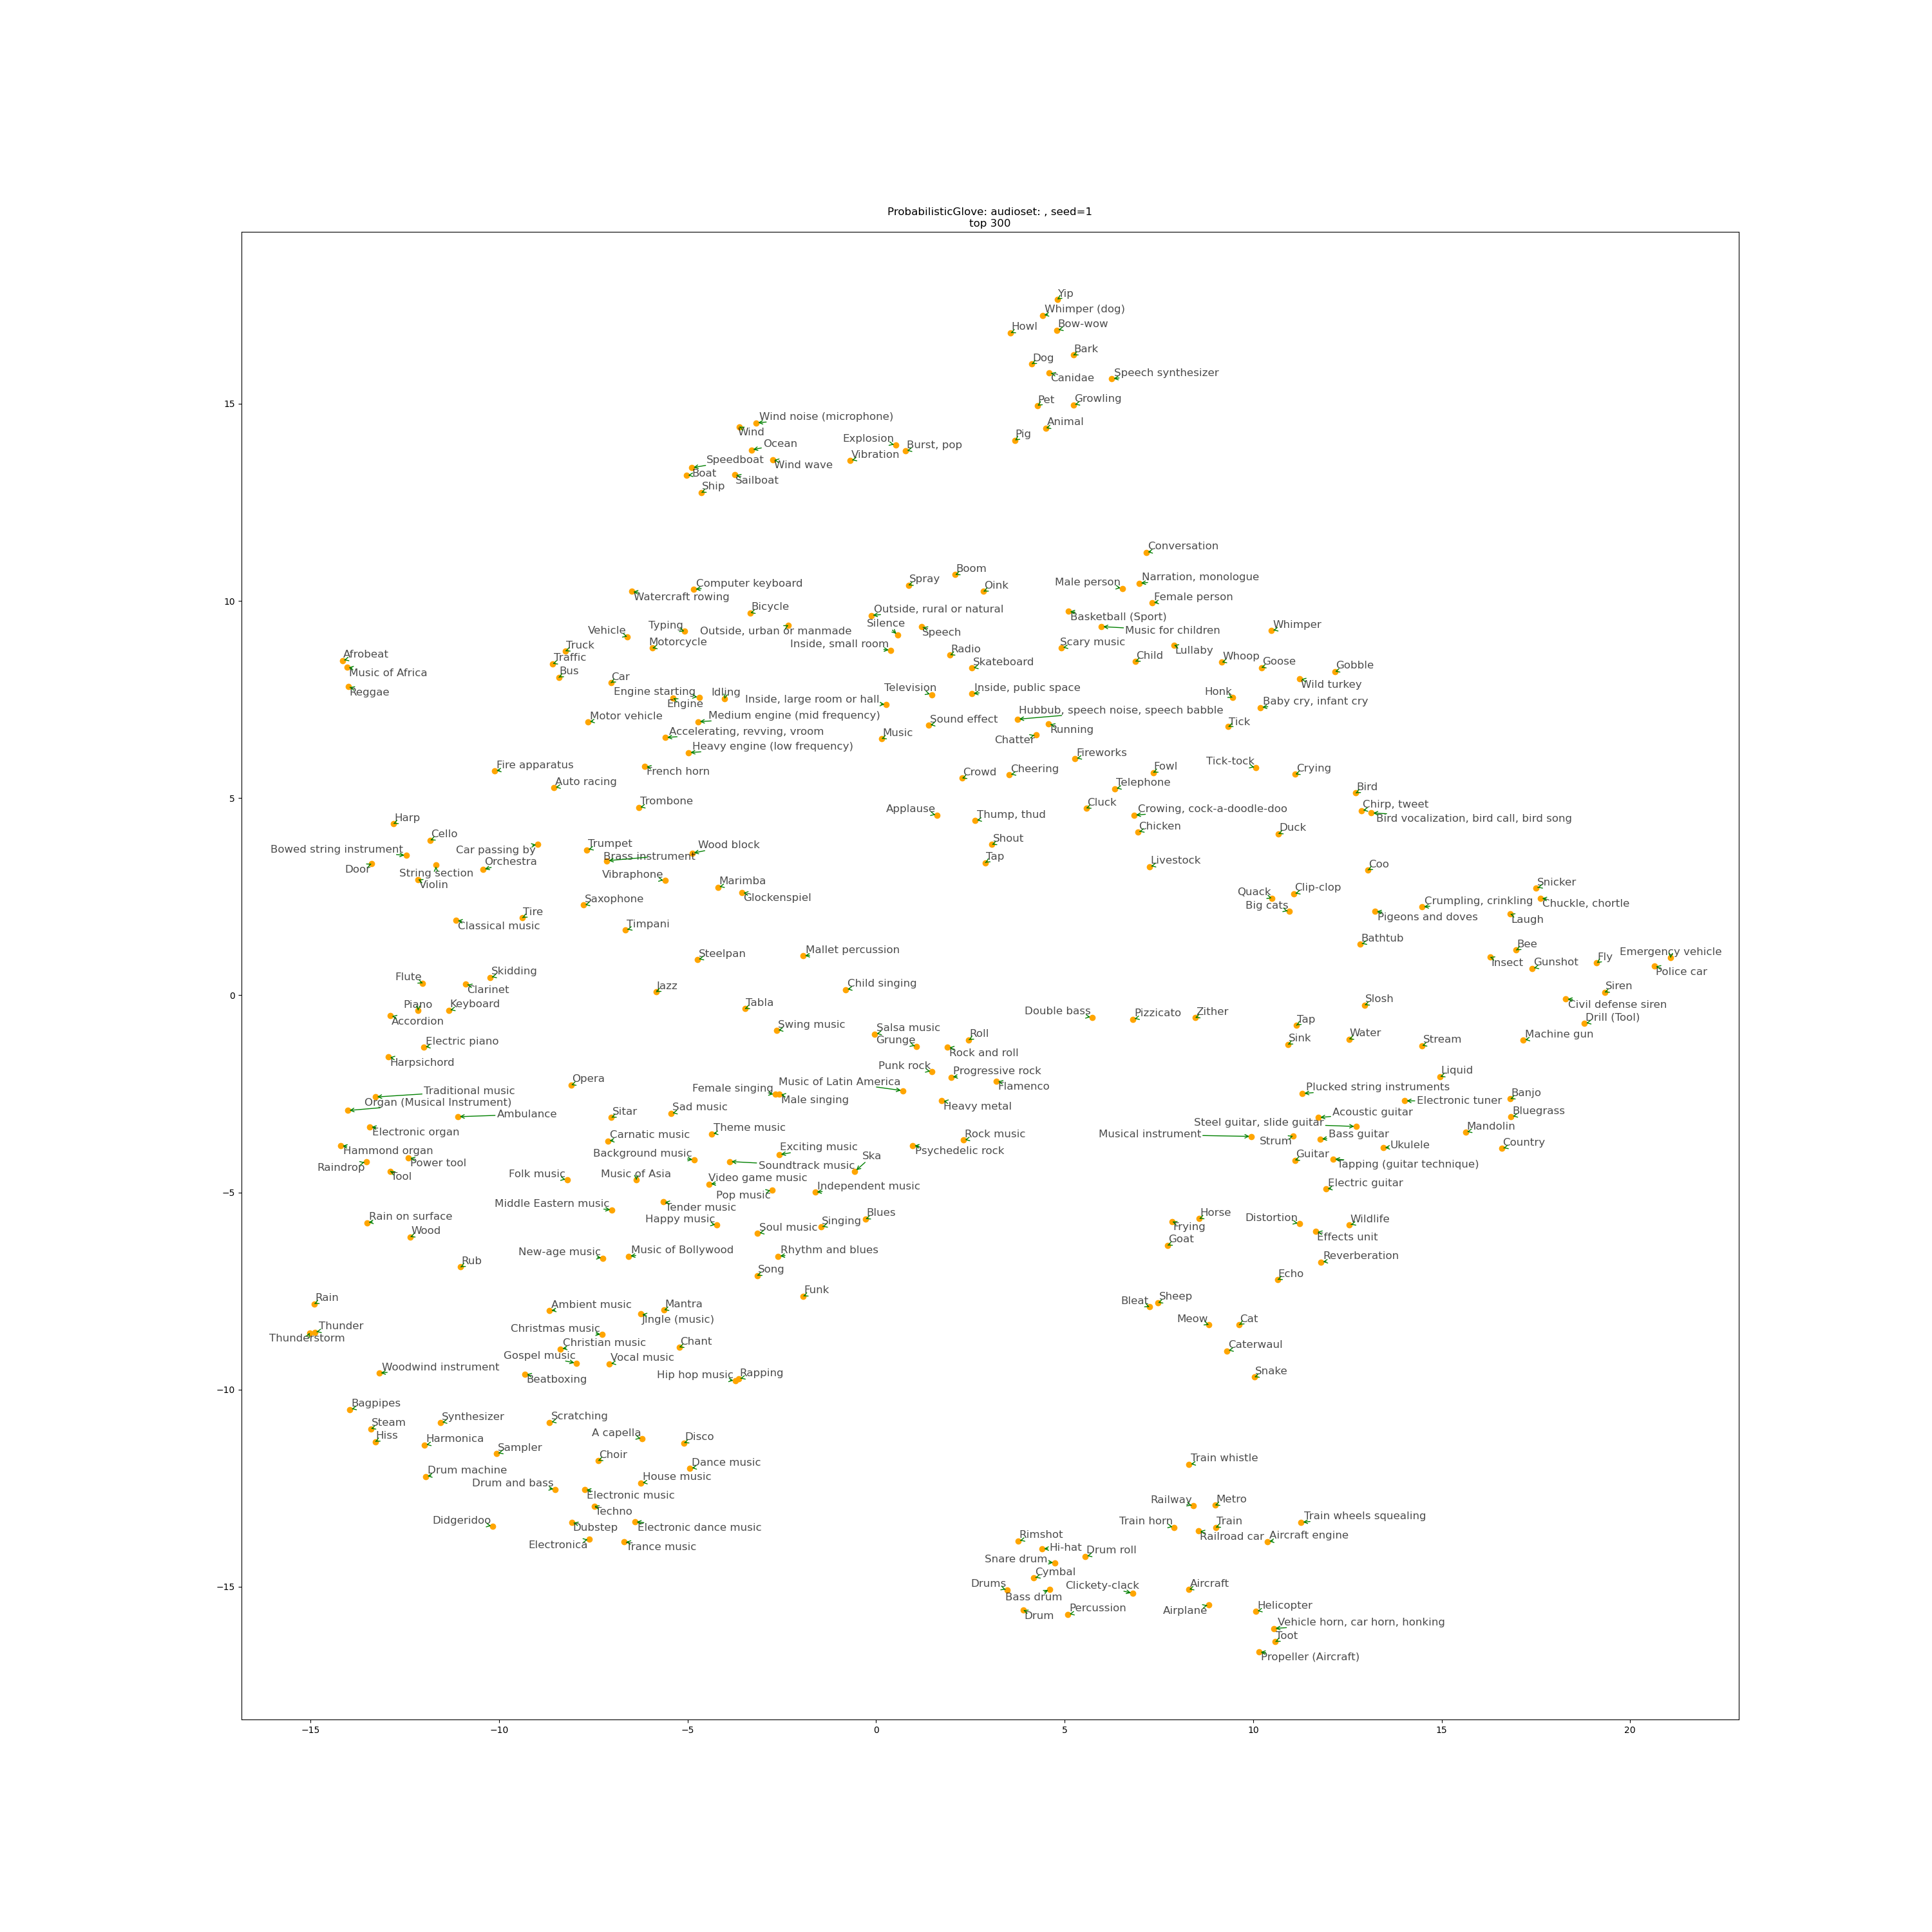 ProbabilisticGlove: audioset: , seed=1
top 300
Yip
Whimper (dog)
Howl
Bow-wow
Bark
Dog
Canidae
Speech synthesizer
Pet
Growling
Animal
Pig
Wind noise (microphone)
Wind
Explosion
Ocean
Burst, pop
Vibration
Speedboat
Wind wave
Boat
Sailboat
Ship
Conversation
Boom
Spray
Oink
Male person
Narration, monologue
Computer keyboard
Watercraft rowing
Female person
Bicycle
Outside, rural or natural
Basketball (Sport)
Typing
Vehicle
Outside, urban or manmade
Silence
Speech
Music for children
Whimper
Truck
Motorcycle
Inside, small room
Radio
Scary music
Lullaby
Afrobeat
Traffic
Child
Whoop
Goose
Gobble
Music of Africa
Bus
Skateboard
Wild turkey
Reggae
Car
Engine starting
Idling
Television
Inside, public space
Honk
Engine
Inside, large room or hall
Baby cry, infant cry
Motor vehicle
Medium engine (mid frequency)
Sound effect
Hubbub, speech noise, speech babble
Running
Tick
Accelerating, revving, vroom
Music
Chatter
Heavy engine (low frequency)
Fireworks
Fire apparatus
French horn
Crowd
Cheering
Fowl
Tick-tock
Crying
Auto racing
Telephone
Bird
Trombone
Cluck
Chirp, tweet
Harp
Applause
Thump, thud
Crowing, cock-a-doodle-doo
Bird vocalization, bird call, bird song
Cello
Chicken
Duck
Bowed string instrument
Car passing by
Trumpet
Wood block
Shout
Door
Orchestra
Brass instrument
Tap
Livestock
Coo
String section
Violin
Vibraphone
Marimba
Glockenspiel
Quack
Clip-clop
Snicker
Saxophone
Big cats
Crumpling, crinkling
Chuckle, chortle
Tire
Pigeons and doves
Laugh
Classical music
Timpani
Bathtub
Steelpan
Mallet percussion
Bee
Emergency vehicle
Insect
Gunshot
Fly
Police car
Flute
Skidding
Clarinet
Jazz
Child singing
Siren
Piano
Keyboard
Tabla
Slosh
Civil defense siren
Accordion
Double bass
Pizzicato
Zither
Tap
Drill (Tool)
Swing music
Salsa music
Roll
Electric piano
Grunge
Rock and roll
Sink
Water
Stream
Machine gun
Harpsichord
Punk rock
Progressive rock
Liquid
Opera
Music of Latin America
Flamenco
Traditional music
Female singing
Plucked string instruments
Banjo
Organ (Musical Instrument)
Male singing
Electronic tuner
Ambulance
Sitar
Sad music
Heavy metal
Acoustic guitar
Bluegrass
Steel guitar, slide guitar
Electronic organ
Carnatic music
Theme music
Rock music
Musical instrument
Strum
Bass guitar
Mandolin
Hammond organ
Background music
Exciting music
Psychedelic rock
Ukulele
Country
Raindrop
Power tool
Soundtrack music
Ska
Guitar
Tapping (guitar technique)
Tool
Folk music
Music of Asia
Video game music
Pop music
Independent music
Electric guitar
Middle Eastern music
Tender music
Rain on surface
Happy music
Soul music
Singing
Blues
Horse
Frying
Distortion
Wildlife
Wood
Goat
Effects unit
New-age music
Music of Bollywood
Rhythm and blues
Reverberation
Rub
Song
Echo
Rain
Funk
Ambient music
Mantra
Bleat
Sheep
Jingle (music)
Thunder
Christmas music
Meow
Cat
Thunderstorm
Christian music
Chant
Gospel music
Vocal music
Caterwaul
Woodwind instrument
Beatboxing
Hip hop music
Rapping
Snake
Bagpipes
Steam
Synthesizer
Scratching
Hiss
Harmonica
A capella
Disco
Sampler
Choir
Dance music
Train whistle
Drum machine
House music
Drum and bass
Electronic music
Railway
Metro
Techno
Didgeridoo
Dubstep
Electronic dance music
Train horn
Train
Train wheels squealing
Railroad car
Aircraft engine
Electronica
Trance music
Rimshot
Hi-hat
Drum roll
Snare drum
Cymbal
Drums
Bass drum
Clickety-clack
Aircraft
Drum
Percussion
Airplane
Helicopter
Vehicle horn, car horn, honking
Toot
Propeller (Aircraft)
15
10
5
0
−5
−10
−15
−15
−10
−5
0
5
10
15
20